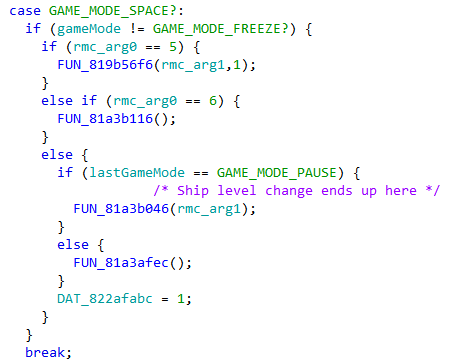 case GAME_MODE_SPACE?:
if (gameMode != GAME_MODE_FREEZE?) {
if (rmc_arg0 == 5) {
FUN_819b56f6(rmc_arg1,1);
}
else if (rmc_arg0 == 6) {
FUN_81a3b116();
}
else {
if (lastGameMode == GAME_MODE_PAUSE) {
/* Ship level change ends up here */
FUN_81a3b046(rmc_arg1);
}
else {
FUN_81a3afec();
}
DAT_822afabc = 1;
}
}
break;